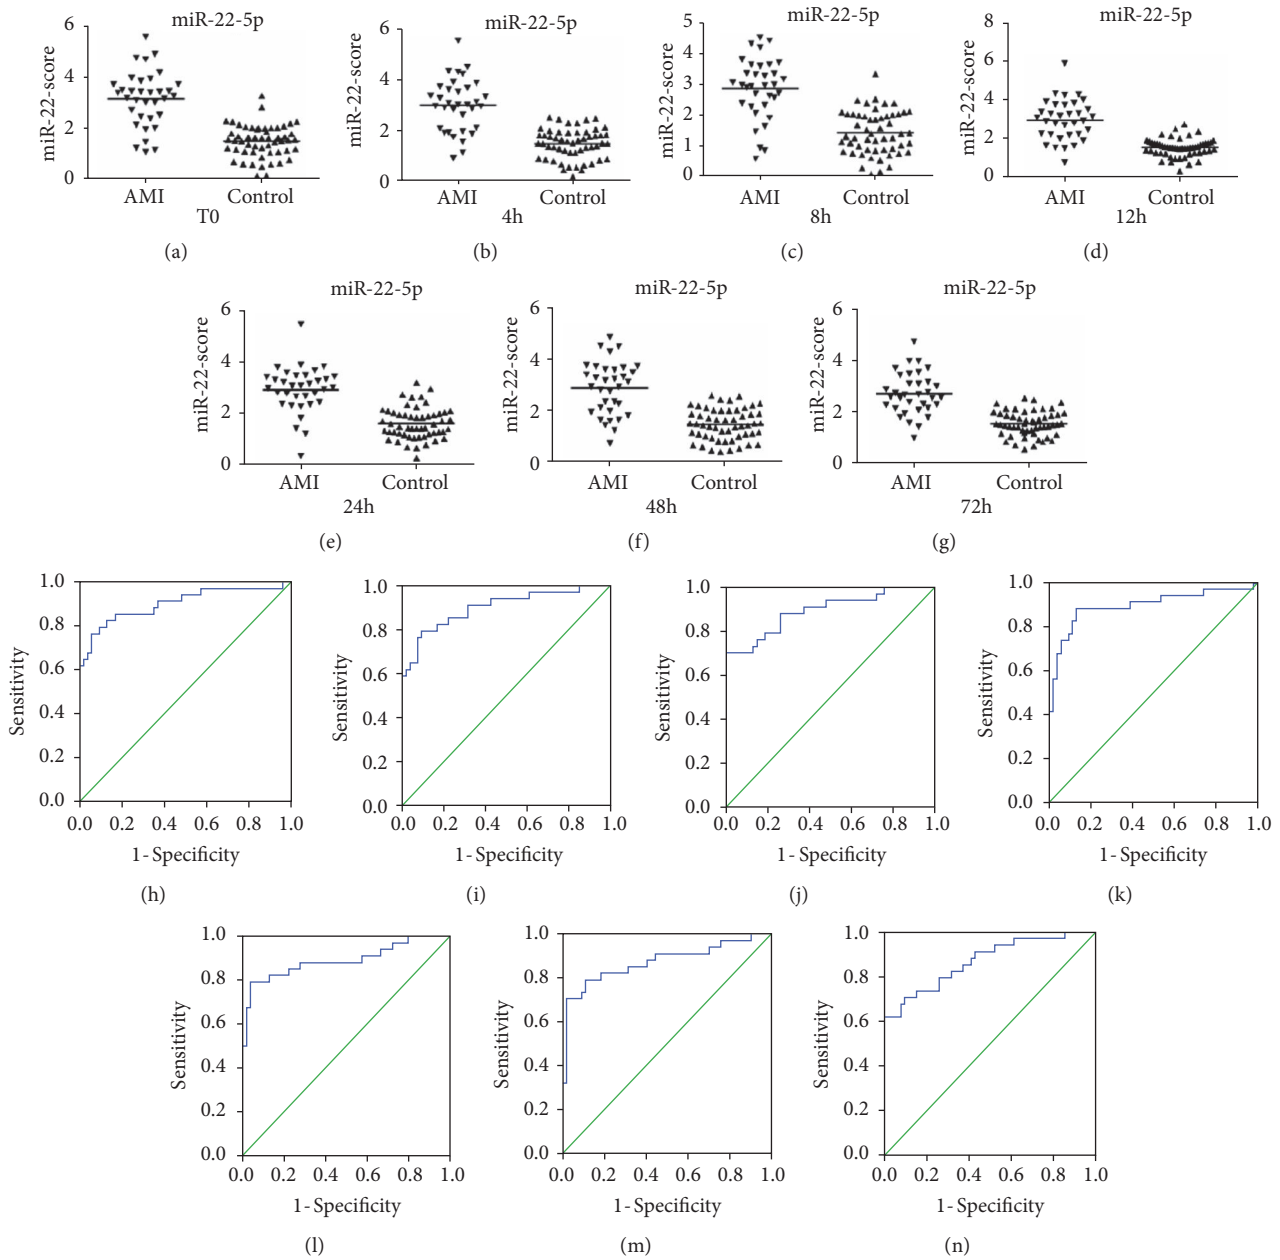 miR-22-5p
miR-22-score
6
4
2
0
AMI Control
T0
(a)
miR-22-5p
miR-22-score
6
4
2
0
AMI Control
4h
(b)
miR-22-5p
miR-22-score
5
4
3
2
1
0
AMI Control
8h
(c)
miR-22-5p
miR-22-score
8
6
4
2
0
AMI Control
12h
(d)
miR-22-5p
miR-22-score
6
4
2
0
AMI Control
24h
(e)
miR-22-5p
miR-22-score
6
4
2
0
AMI Control
48h
(f)
miR-22-5p
miR-22-score
6
4
2
0
AMI Control
72h
(g)
Sensitivity
1.0
0.8
0.6
0.4
0.2
0.0
0.0 0.2 0.4 0.6 0.8 1.0
1 - Specificity
(h)
Sensitivity
1.0
0.8
0.6
0.4
0.2
0.0
0.0 0.2 0.4 0.6 0.8 1.0
1 - Specificity
(i)
Sensitivity
1.0
0.8
0.6
0.4
0.2
0.0
0.0 0.2 0.4 0.6 0.8 1.0
1 - Specificity
(j)
Sensitivity
1.0
0.8
0.6
0.4
0.2
0.0
0.0 0.2 0.4 0.6 0.8 1.0
1 - Specificity
(k)
Sensitivity
1.0
0.8
0.6
0.4
0.2
0.0
0.0 0.2 0.4 0.6 0.8 1.0
1 - Specificity
(l)
Sensitivity
1.0
0.8
0.6
0.4
0.2
0.0
0.0 0.2 0.4 0.6 0.8 1.0
1 - Specificity
(m)
Sensitivity
1.0
0.8
0.6
0.4
0.2
0.0
0.0 0.2 0.4 0.6 0.8 1.0
1 - Specificity
(n)